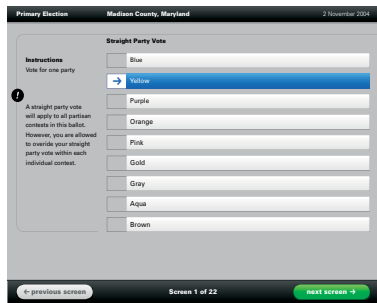 Primary Election
Madison County, Maryland
2 November 2004
Straight Party Vote
Instructions
Vote for one party
A straight party vote
will apply to all partisan
contests in this ballot.
However, you are allowed
to overide your straight
party vote within each
individual contest.
Blue
→ Yellow
Purple
Orange
Pink
Gold
Gray
Aqua
Brown
← previous screen
Screen 1 of 22
next screen →